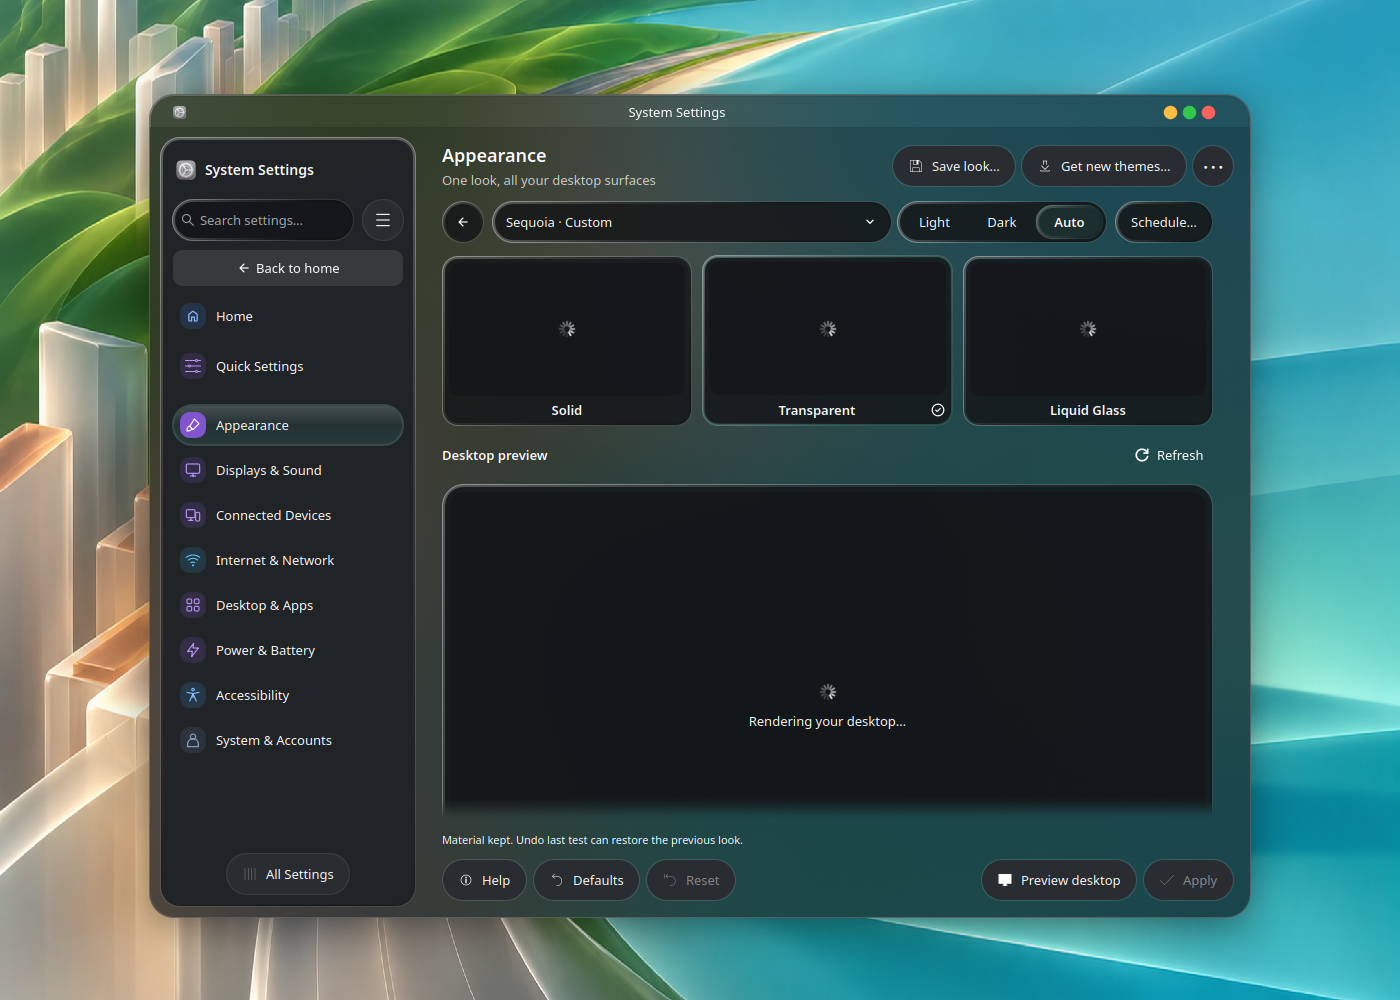 System Settings
System Settings
Search settings...
Back to home
Home
Quick Settings
Appearance
Displays & Sound
Connected Devices
Internet & Network
Desktop & Apps
Power & Battery
Accessibility
System & Accounts
All Settings
Appearance
One look, all your desktop surfaces
Save look...
Get new themes...
Sequoia · Custom
Light
Dark
Auto
Schedule...
Solid
Transparent
Liquid Glass
Desktop preview
Refresh
Rendering your desktop...
Material kept. Undo last test can restore the previous look.
Help
Defaults
Reset
Preview desktop
Apply